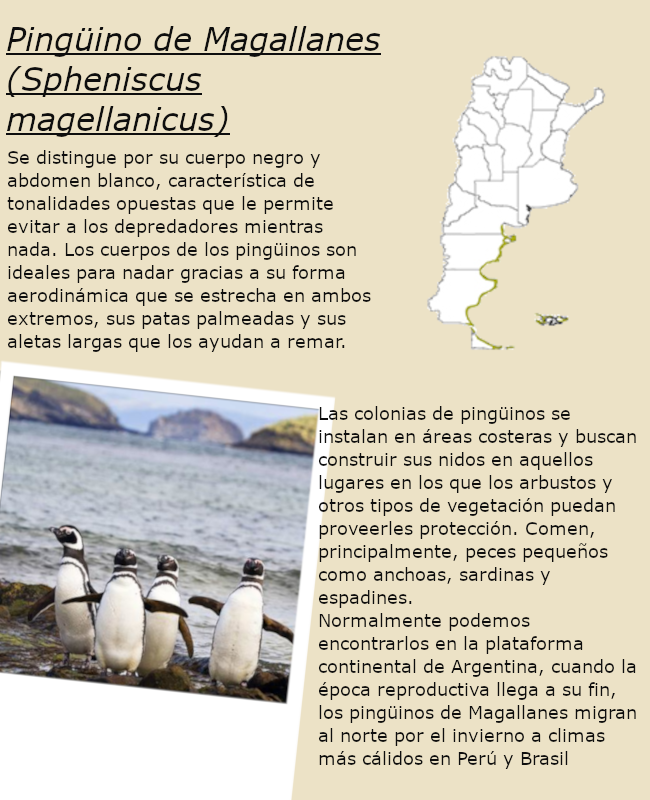 Pingüino de Magallanes
(Spheniscus
magellanicus)
Se distingue por su cuerpo negro y
abdomen blanco, característica de
tonalidades opuestas que le permite
evitar a los depredadores mientras
nada. Los cuerpos de los pingüinos son
ideales para nadar gracias a su forma
aerodinámica que se estrecha en ambos
extremos, sus patas palmeadas y sus
aletas largas que los ayudan a remar.
Las colonias de pingüinos se
instalan en áreas costeras y buscan
construir sus nidos en aquellos
lugares en los que los arbustos y
otros tipos de vegetación puedan
proveerles protección. Comen,
principalmente, peces pequeños
como anchoas, sardinas y
espadines.
Normalmente podemos
encontrarlos en la plataforma
continental de Argentina, cuando la
época reproductiva llega a su fin,
los pingüinos de Magallanes migran
al norte por el invierno a climas
más cálidos en Perú y Brasil